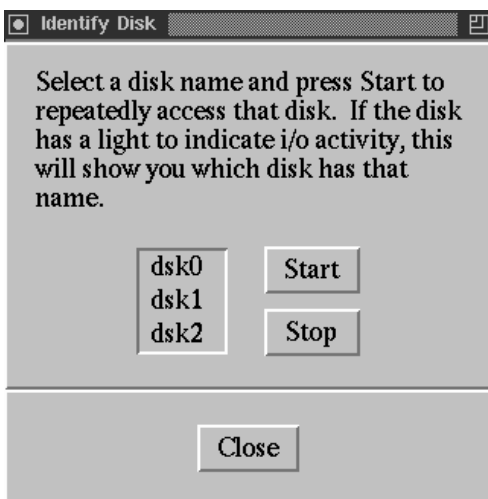 Identify Disk
Select a disk name and press Start to
repeatedly access that disk.  If the disk
has a light to indicate i/o activity, this
will show you which disk has that
name.
dsk0
dsk1
dsk2
Start
Stop
Close